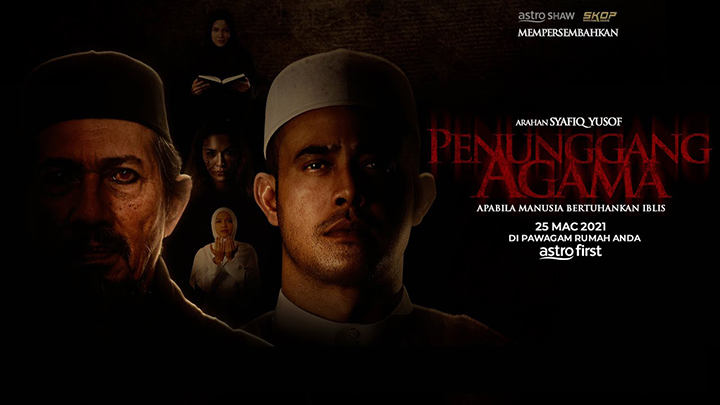 astro SHAW SKOP
MEMPERSEMBAHKAN
ARAHAN SYAFIQ YUSOF
PENUNGGANG
AGAMA
APABILA MANUSIA BERTUHANKAN IBLIS
25 MAC 2021
DI PAWAGAM RUMAH ANDA
astro first